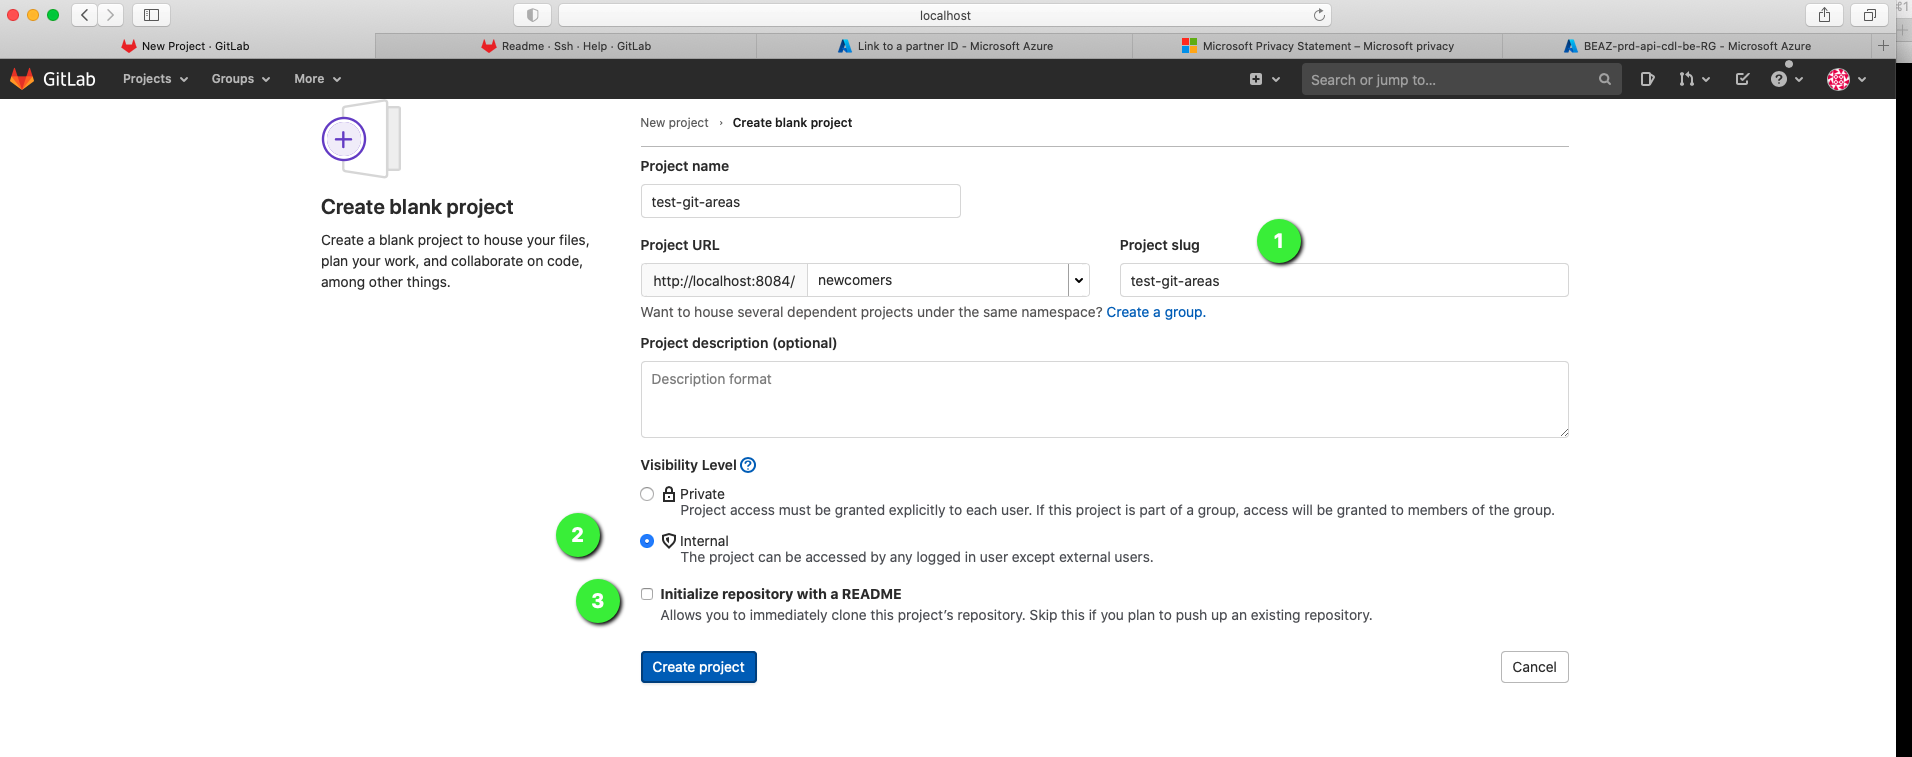 localhost
New Project · GitLab
Readme · Ssh · Help · GitLab
Link to a partner ID - Microsoft Azure
Microsoft Privacy Statement – Microsoft privacy
BEAZ-prd-api-cdl-be-RG - Microsoft Azure
GitLab
Projects
Groups
More
Search or jump to...
New project › Create blank project
Create blank project
Create a blank project to house your files,
plan your work, and collaborate on code,
among other things.
Project name
test-git-areas
Project URL
Project slug
1
http://localhost:8084/
newcomers
test-git-areas
Want to house several dependent projects under the same namespace? Create a group.
Project description (optional)
Description format
Visibility Level
Private
Project access must be granted explicitly to each user. If this project is part of a group, access will be granted to members of the group.
2
Internal
The project can be accessed by any logged in user except external users.
3
Initialize repository with a README
Allows you to immediately clone this project's repository. Skip this if you plan to push up an existing repository.
Create project
Cancel